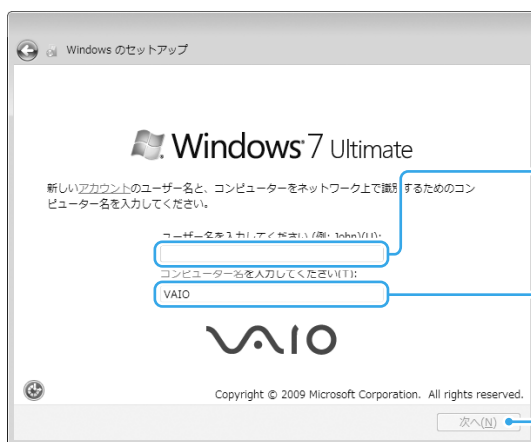 Windows のセットアップ
Windows 7 Ultimate
新しいアカウントのユーザー名と、コンピューターをネットワーク上で識別するためのコン
ピューター名を入力してください。
ユーザー名を入力してください (例: John)(U):
コンピューター名を入力してください(T):
VAIO
VAIO
Copyright © 2009 Microsoft Corporation. All rights reserved.
次へ(N)